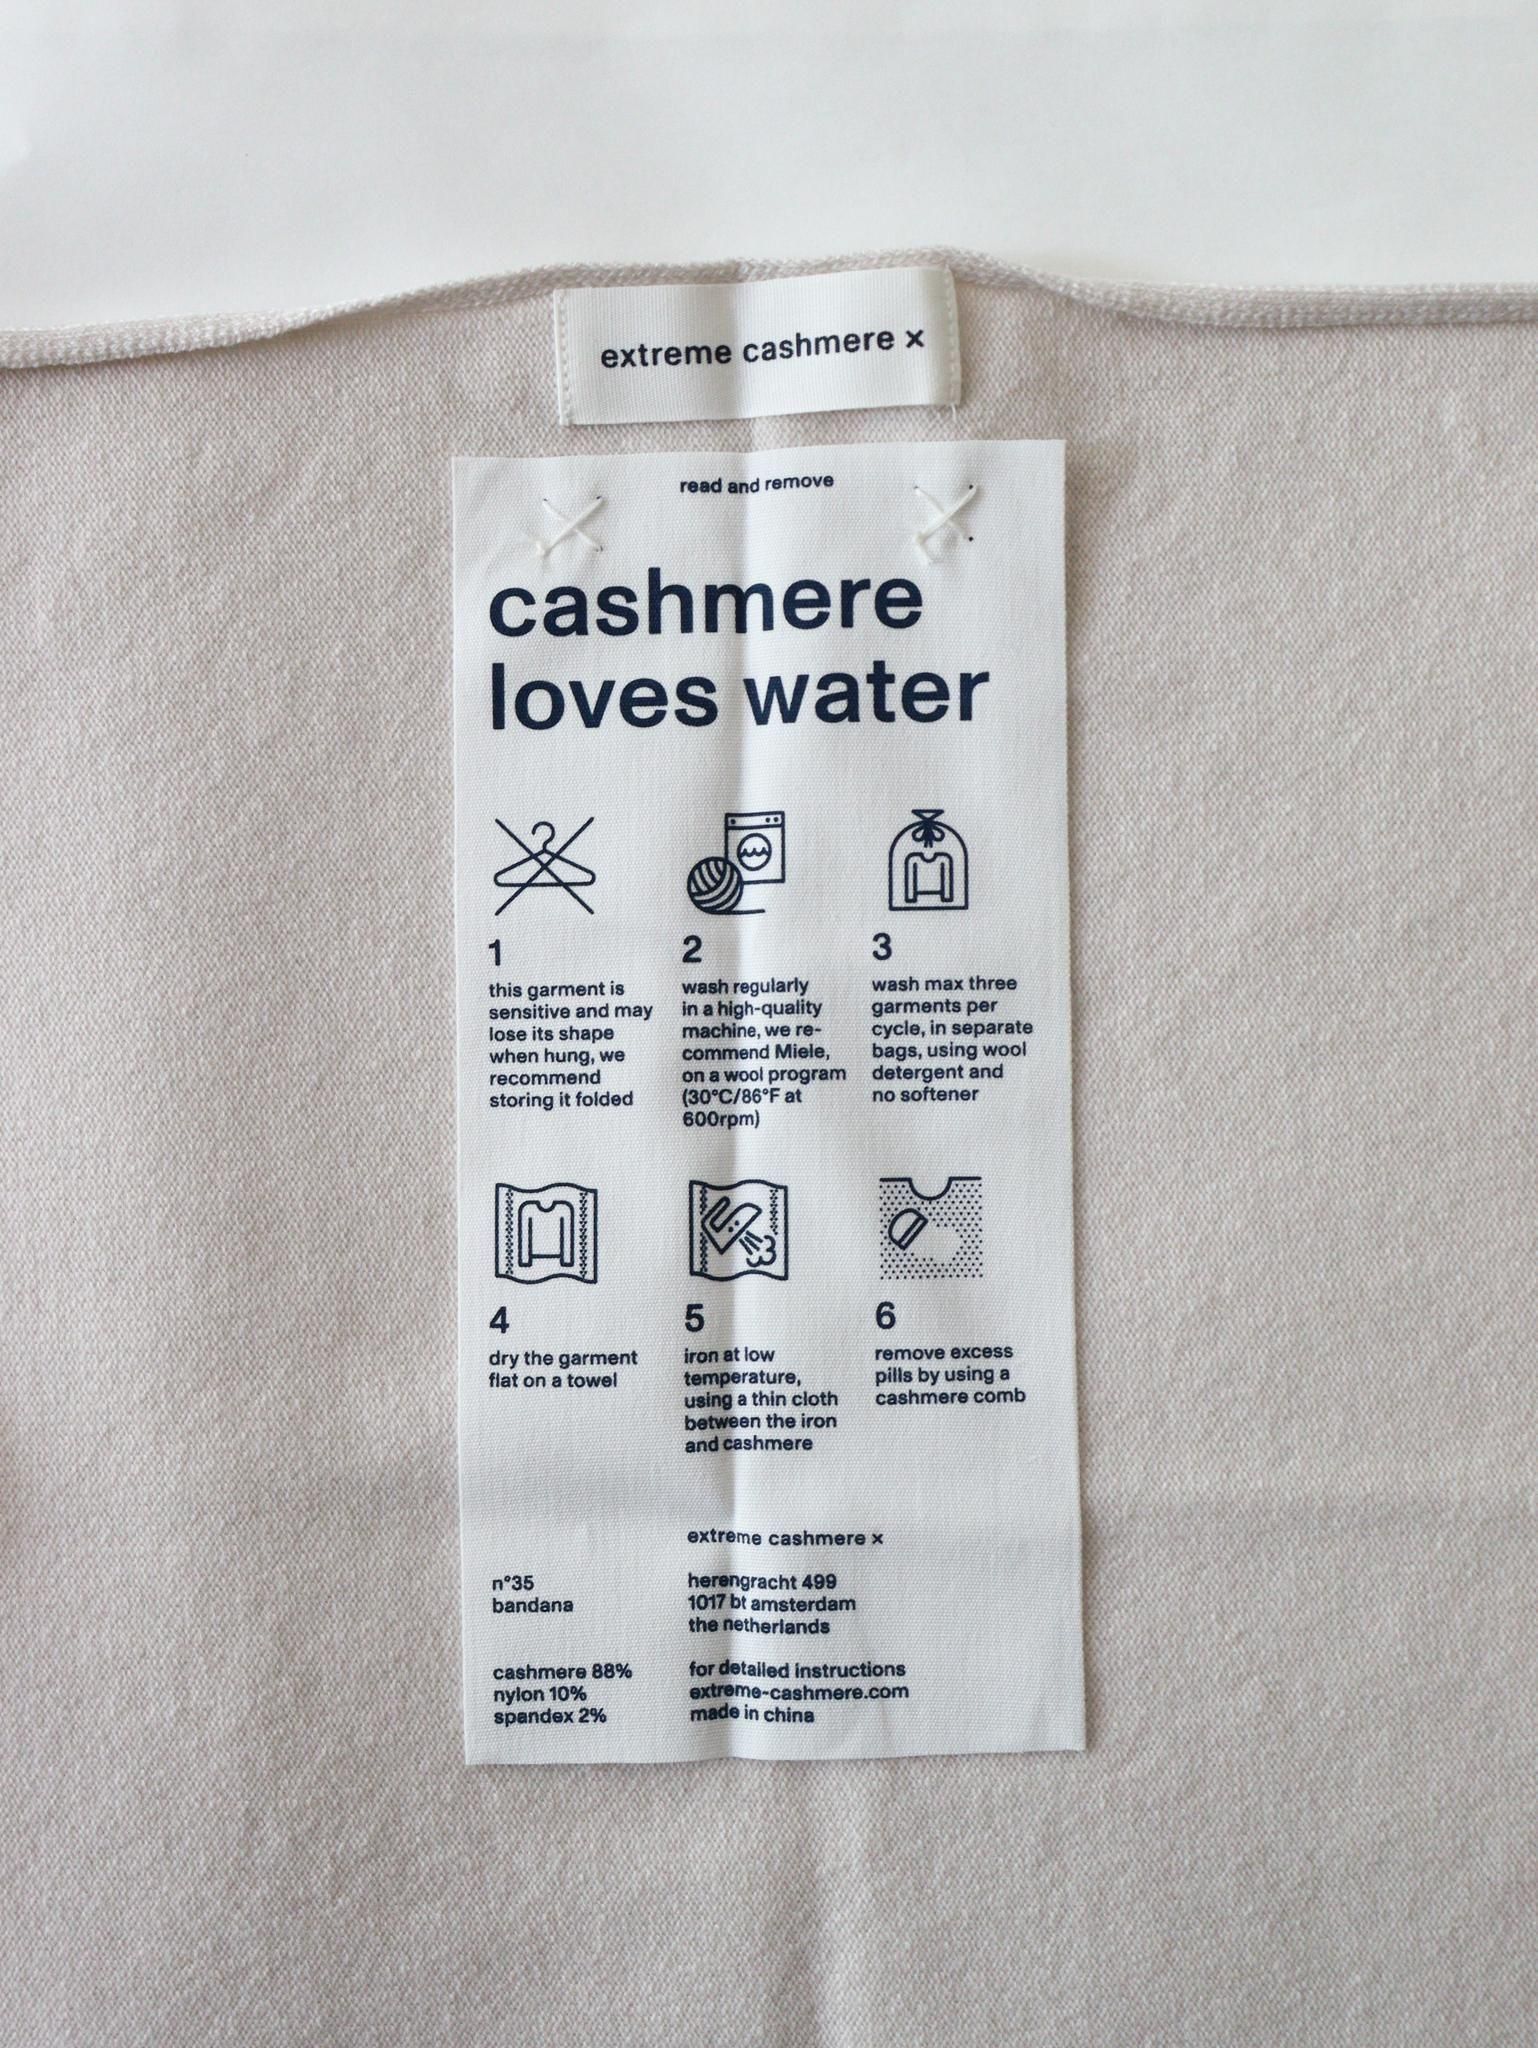 extreme cashmere ×
read and remove
cashmere
loves water
1
this garment is
sensitive and may
lose its shape
when hung, we
recommend
storing it folded
2
wash regularly
in a high-quality
machine, we re-
commend Miele,
on a wool program
(30°C/86°F at
600rpm)
3
wash max three
garments per
cycle, in separate
bags, using wool
detergent and
no softener
4
dry the garment
flat on a towel
5
iron at low
temperature,
using a thin cloth
between the iron
and cashmere
6
remove excess
pills by using a
cashmere comb
extreme cashmere ×
n°35
bandana
herengracht 499
1017 bt amsterdam
the netherlands
cashmere 88%
nylon 10%
spandex 2%
for detailed instructions
extreme-cashmere.com
made in china